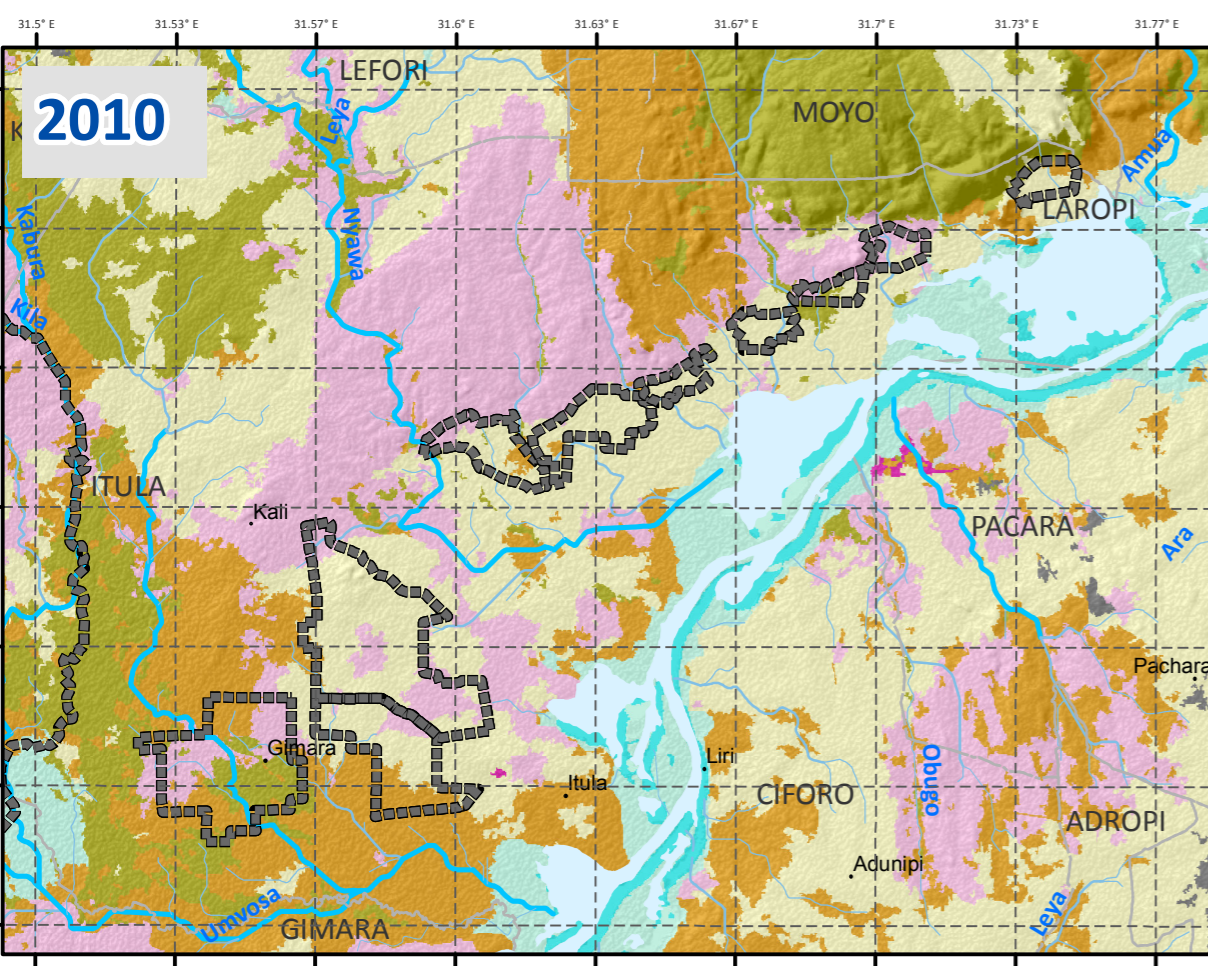 31.5° E 31.53° E 31.57° E 31.6° E 31.63° E 31.67° E 31.7° E 31.73° E 31.77° E
LEFORI
2010
K
Leya
MOYO
Amua
LAROPI
Kabura
Nyawa
Kila
ITULA
Kali
PACARA
Ara
Pachara
Gimara
Liri
Itula
CIFORO
Obugo
ADROPI
Adunipi
Umvosa
GIMARA
Leya